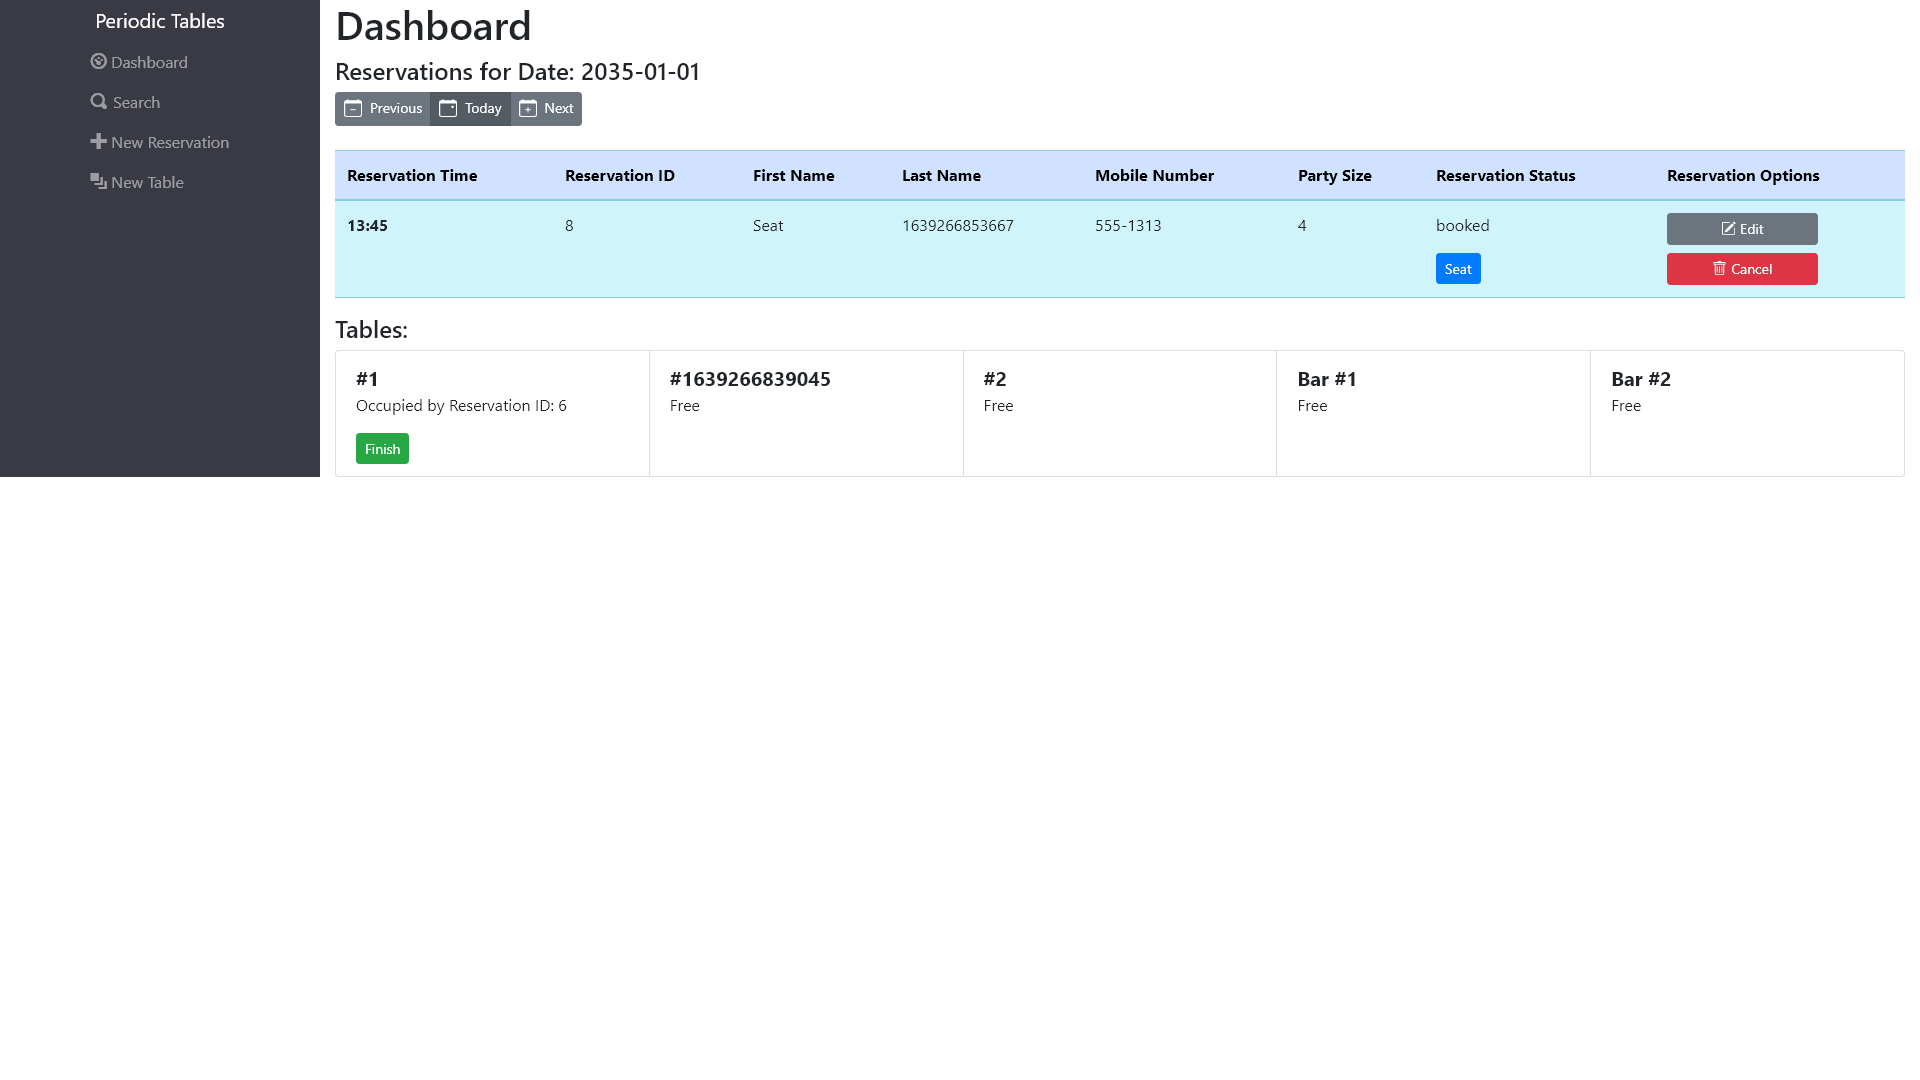 Periodic Tables
Dashboard
Search
New Reservation
New Table
Dashboard
Reservations for Date: 2035-01-01
Previous Today Next
Reservation Time Reservation ID First Name Last Name Mobile Number Party Size Reservation Status Reservation Options
13:45 8 Seat 1639266853667 555-1313 4 booked Edit
Seat Cancel
Tables:
#1 #1639266839045 #2 Bar #1 Bar #2
Occupied by Reservation ID: 6 Free Free Free Free
Finish